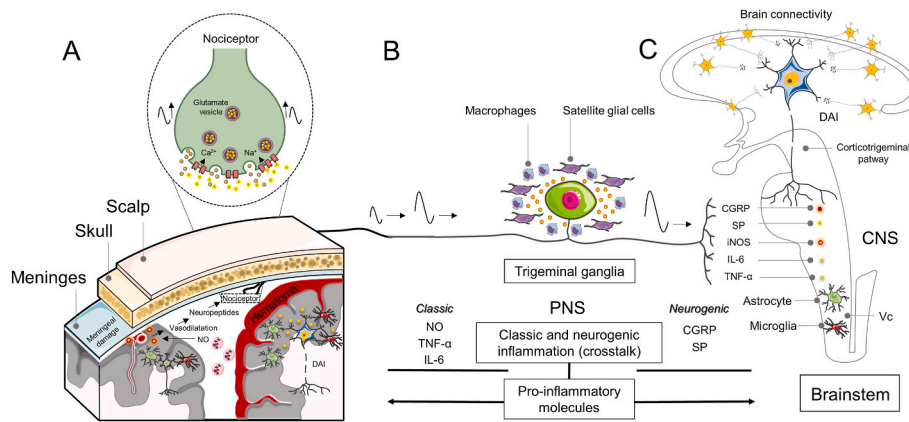 A
Nociceptor
Glutamate
vesicle
Ca²⁺
Na⁺
Scalp
Skull
Meninges
Meningeal
damage
Nociceptor
Neuropeptides
Vasodilatation
NO
Hematoma
DAI
B
Macrophages
Satellite glial cells
Trigeminal ganglia
PNS
Classic
NO
TNF-α
IL-6
Classic and neurogenic
inflammation (crosstalk)
Neurogenic
CGRP
SP
Pro-inflammatory
molecules
C
Brain connectivity
DAI
Corticotrigeminal
patway
CGRP
SP
iNOS
IL-6
TNF-α
CNS
Astrocyte
Microglia
Vc
Brainstem